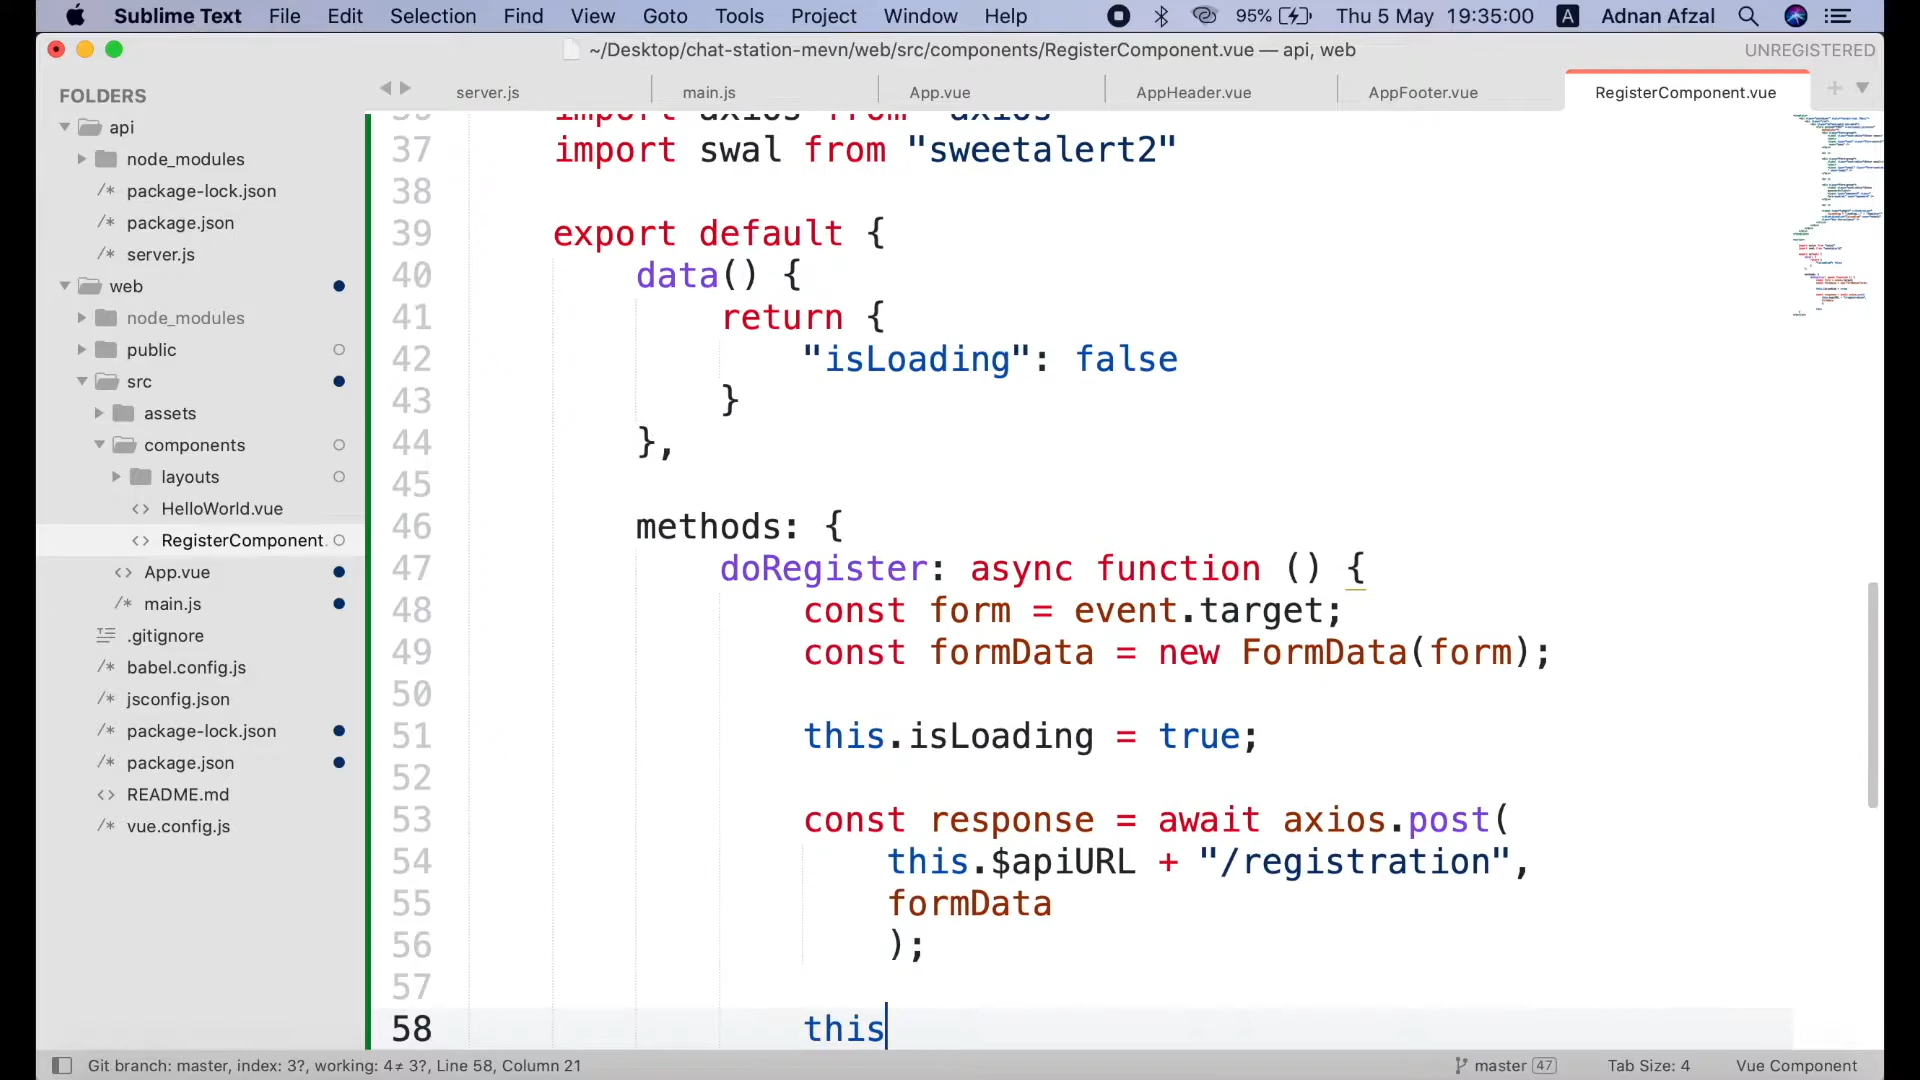 Sublime Text File Edit Selection Find View Goto Tools Project Window Help 95% Thu 5 May 19:35:00 A Adnan Afzal
~/Desktop/chat-station-mevn/web/src/components/RegisterComponent.vue — api, web UNREGISTERED
FOLDERS
api
node_modules
/* package-lock.json
/* package.json
/* server.js
web
node_modules
public
src
assets
components
layouts
<> HelloWorld.vue
<> RegisterComponent.
<> App.vue
/* main.js
.gitignore
/* babel.config.js
/* jsconfig.json
/* package-lock.json
/* package.json
<> README.md
/* vue.config.js
server.js main.js App.vue AppHeader.vue AppFooter.vue RegisterComponent.vue
36 import axios from "axios"
37 import swal from "sweetalert2"
38
39 export default {
40 data() {
41 return {
42 "isLoading": false
43 }
44 },
45
46 methods: {
47 doRegister: async function () {
48 const form = event.target;
49 const formData = new FormData(form);
50
51 this.isLoading = true;
52
53 const response = await axios.post(
54 this.$apiURL + "/registration",
55 formData
56 );
57
58 this
Git branch: master, index: 3?, working: 4≠ 3?, Line 58, Column 21 master 47 Tab Size: 4 Vue Component